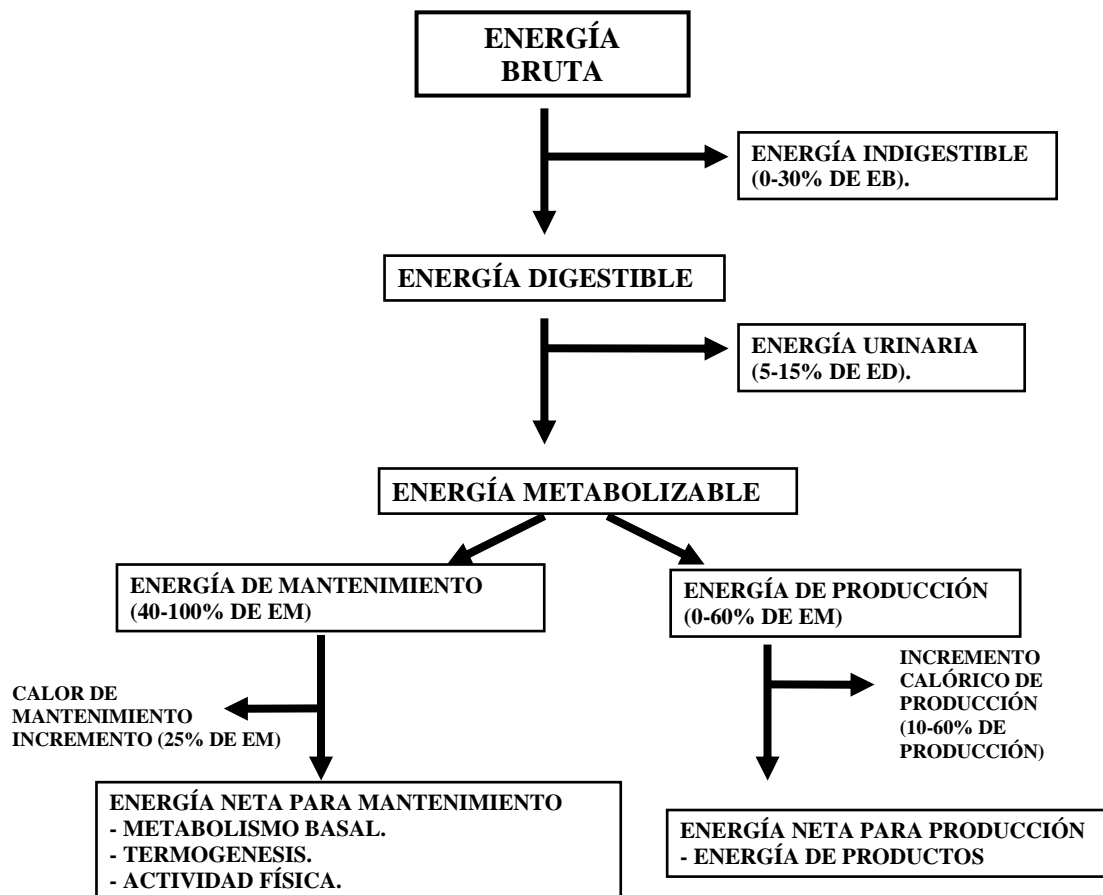 ENERGÍA
BRUTA
ENERGÍA INDIGESTIBLE
(0-30% DE EB).
ENERGÍA DIGESTIBLE
ENERGÍA URINARIA
(5-15% DE ED).
ENERGÍA METABOLIZABLE
ENERGÍA DE MANTENIMIENTO
(40-100% DE EM)
ENERGÍA DE PRODUCCIÓN
(0-60% DE EM)
CALOR DE
MANTENIMIENTO
INCREMENTO (25% DE EM)
INCREMENTO
CALÓRICO DE
PRODUCCIÓN
(10-60% DE
PRODUCCIÓN)
ENERGÍA NETA PARA MANTENIMIENTO
- METABOLISMO BASAL.
- TERMOGENESIS.
- ACTIVIDAD FÍSICA.
ENERGÍA NETA PARA PRODUCCIÓN
- ENERGÍA DE PRODUCTOS